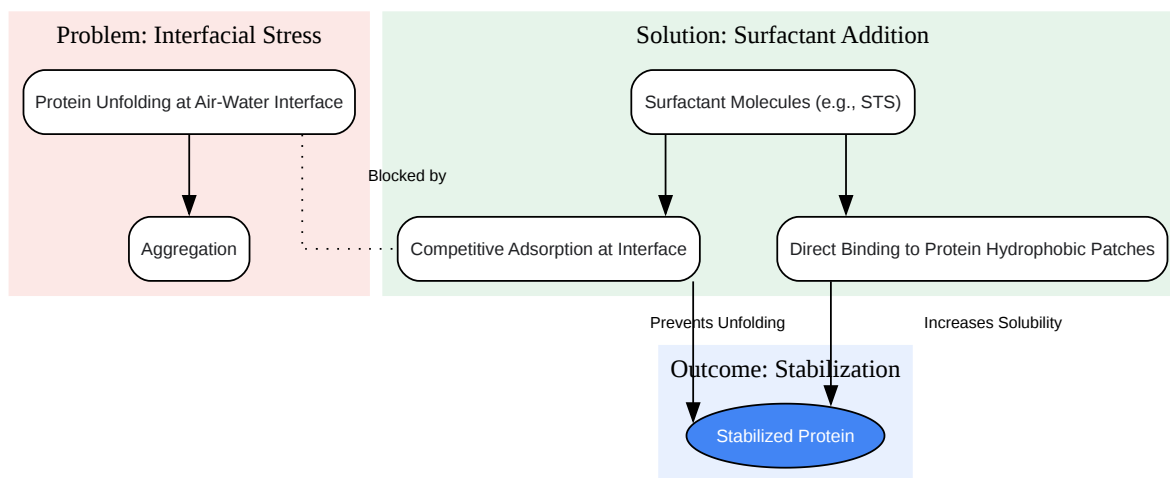 Problem: Interfacial Stress
Solution: Surfactant Addition
Protein Unfolding at Air-Water Interface
Surfactant Molecules (e.g., STS)
Blocked by
Aggregation
Competitive Adsorption at Interface
Direct Binding to Protein Hydrophobic Patches
Prevents Unfolding
Increases Solubility
Outcome: Stabilization
Stabilized Protein